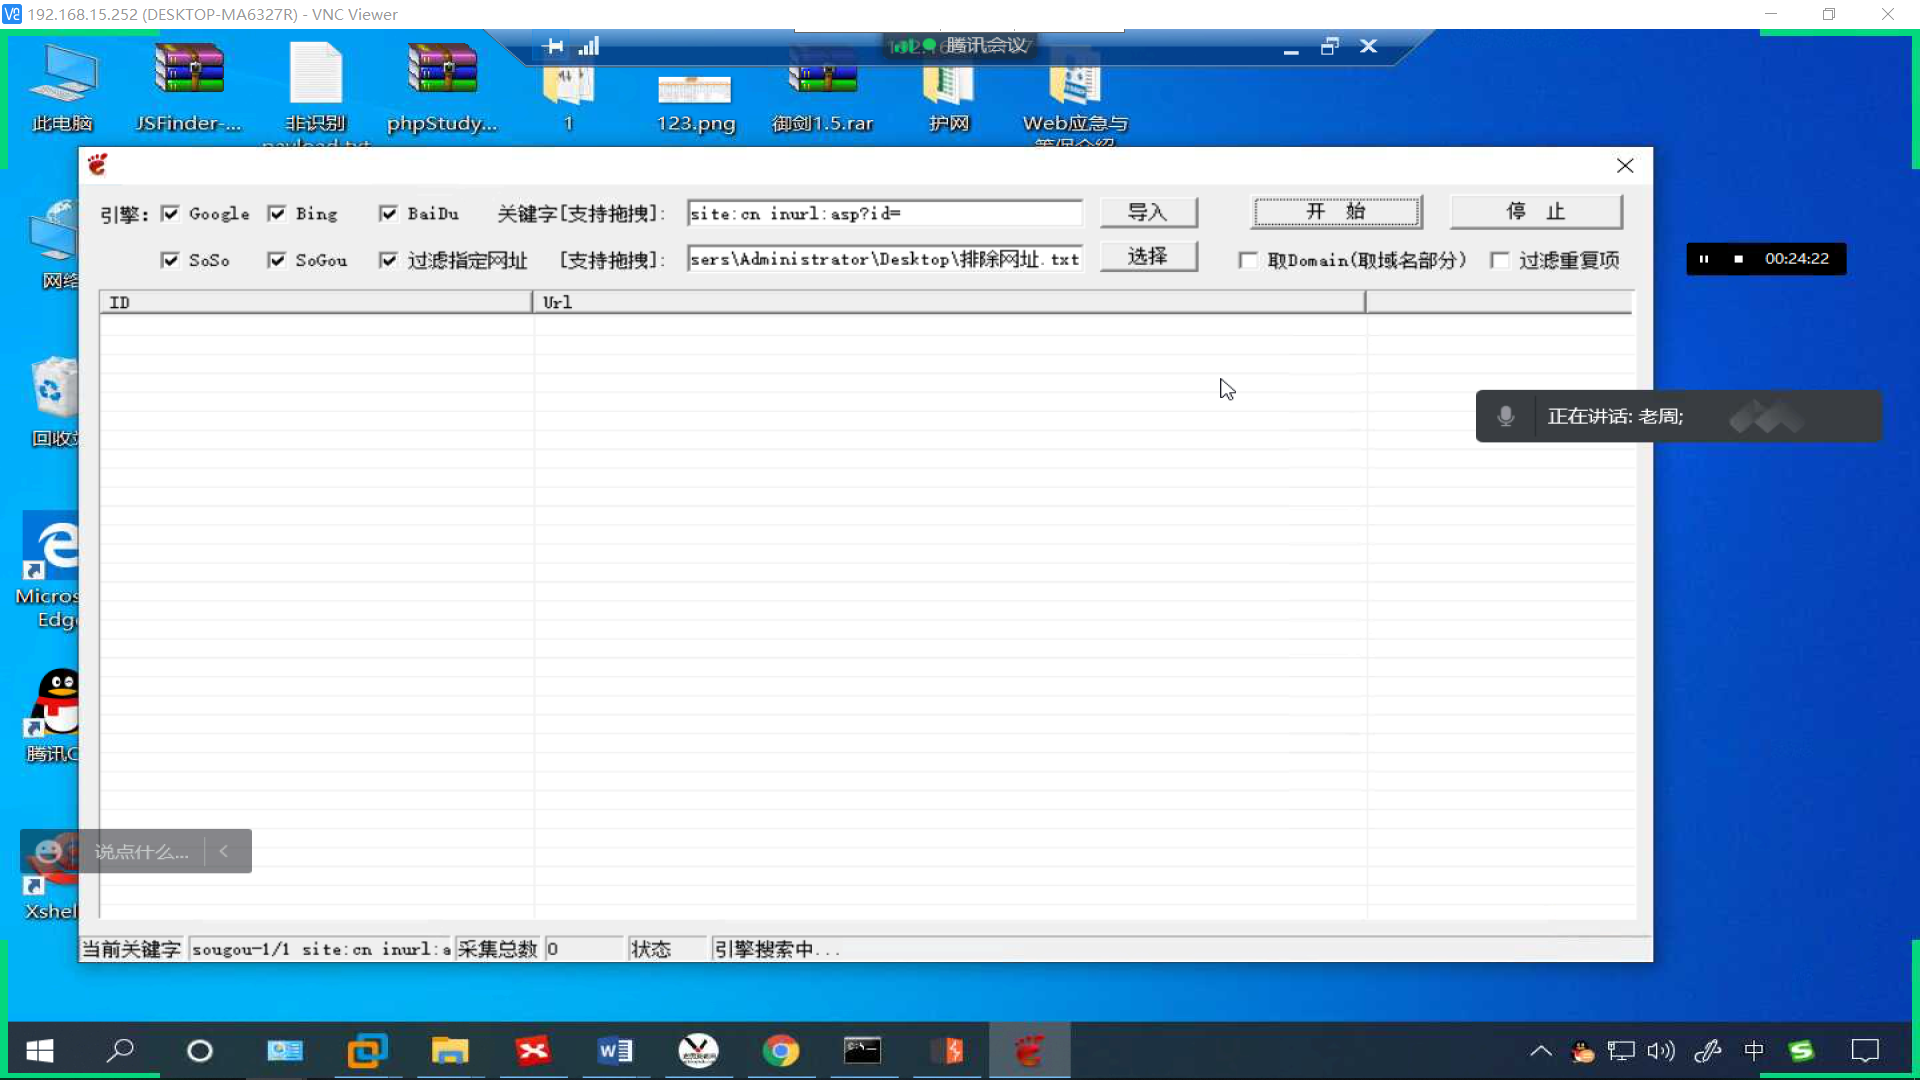 192.168.15.252 (DESKTOP-MA6327R) - VNC Viewer
腾讯会议
此电脑
JSFinder-...
非识别
payload.txt
phpStudy...
1
123.png
御剑1.5.rar
护网
Web应急与
等保介绍
引擎:
Google
Bing
BaiDu
关键字[支持拖拽]:
site:cn inurl:asp?id=
导入
开 始
停 止
SoSo
SoGou
过滤指定网址
[支持拖拽]:
sers\Administrator\Desktop\排除网址.txt
选择
取Domain(取域名部分)
过滤重复项
00:24:22
网络
ID
Url
正在讲话: 老周;
回收站
Micros
Edge
腾讯Q
说点什么...
Xshell
当前关键字
sougou-1/1 site:cn inurl:a
采集总数
0
状态
引擎搜索中...
中